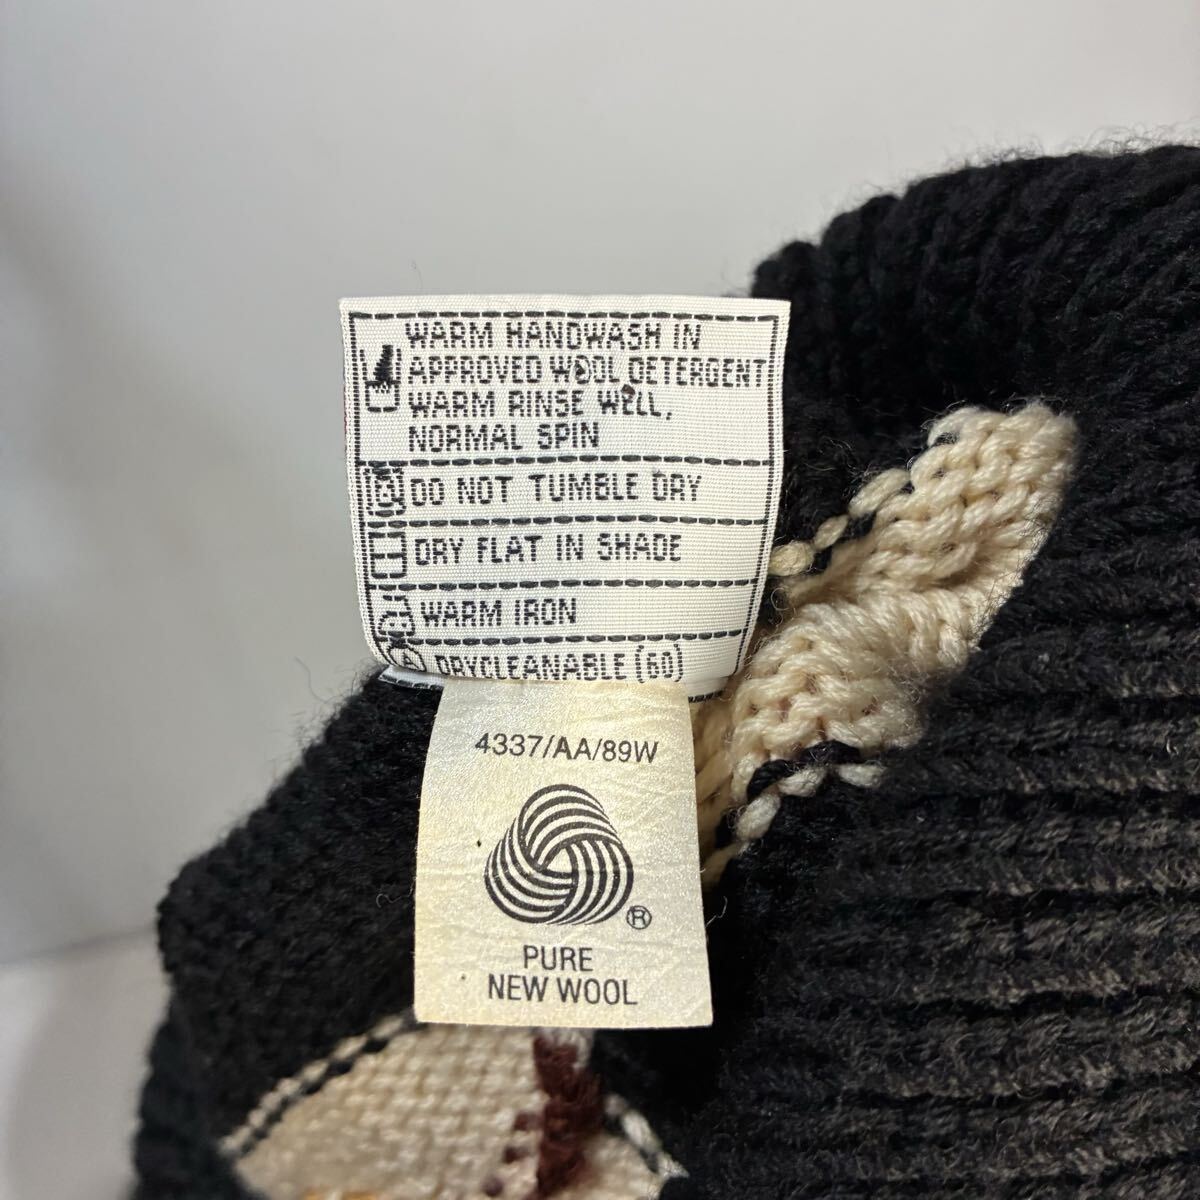 WARM HANDWASH IN
APPROVED WOOL DETERGENT
WARM RINSE WELL.
NORMAL SPIN
DO NOT TUMBLE DRY
DRY FLAT IN SHADE
WARM IRON
A DRYCLEANABLE (60)
4337/AA/89W
®
PURE
NEW WOOL